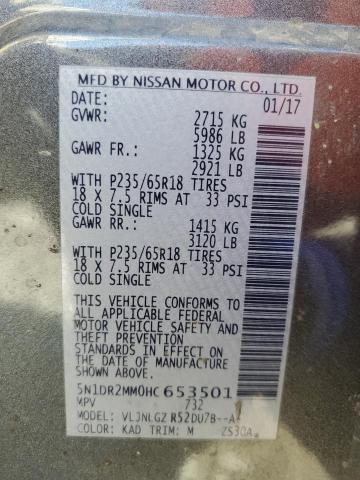 MFD BY NISSAN MOTOR CO., LTD.
DATE: 01/17
GVWR: 2715 KG
5986 LB
GAWR FR: 1325 KG
2921 LB
WITH P235/65R18 TIRES
18 X 7.5 RIMS AT 33 PSI
COLD SINGLE
GAWR RR: 1415 KG
3120 LB
WITH P235/65R18 TIRES
18 X 7.5 RIMS AT 33 PSI
COLD SINGLE
THIS VEHICLE CONFORMS TO
ALL APPLICABLE FEDERAL
MOTOR VEHICLE SAFETY AND
THEFT PREVENTION
STANDARDS IN EFFECT ON
THE DATE OF MANUFACTURE
SHOWN ABOVE.
5N1DR2MM0HC653501
MPV 732
MODEL: VLJNLGZ R52DU7B--A-
COLOR: KAD TRIM: M ZS30A